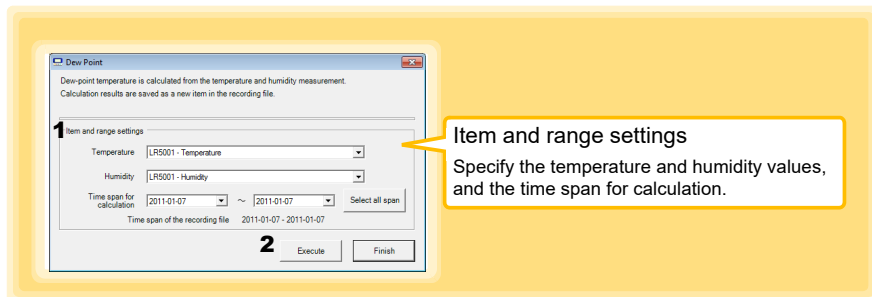 Dew Point
Dew-point temperature is calculated from the temperature and humidity measurement.
Calculation results are saved as a new item in the recording file.
1
Item and range settings
Temperature LR5001 - Temperature
Humidity LR5001 - Humidity
Time span for
calculation
2011-01-07 ~ 2011-01-07 Select all span
Time span of the recording file 2011-01-07 - 2011-01-07
2
Execute Finish
Item and range settings
Specify the temperature and humidity values,
and the time span for calculation.